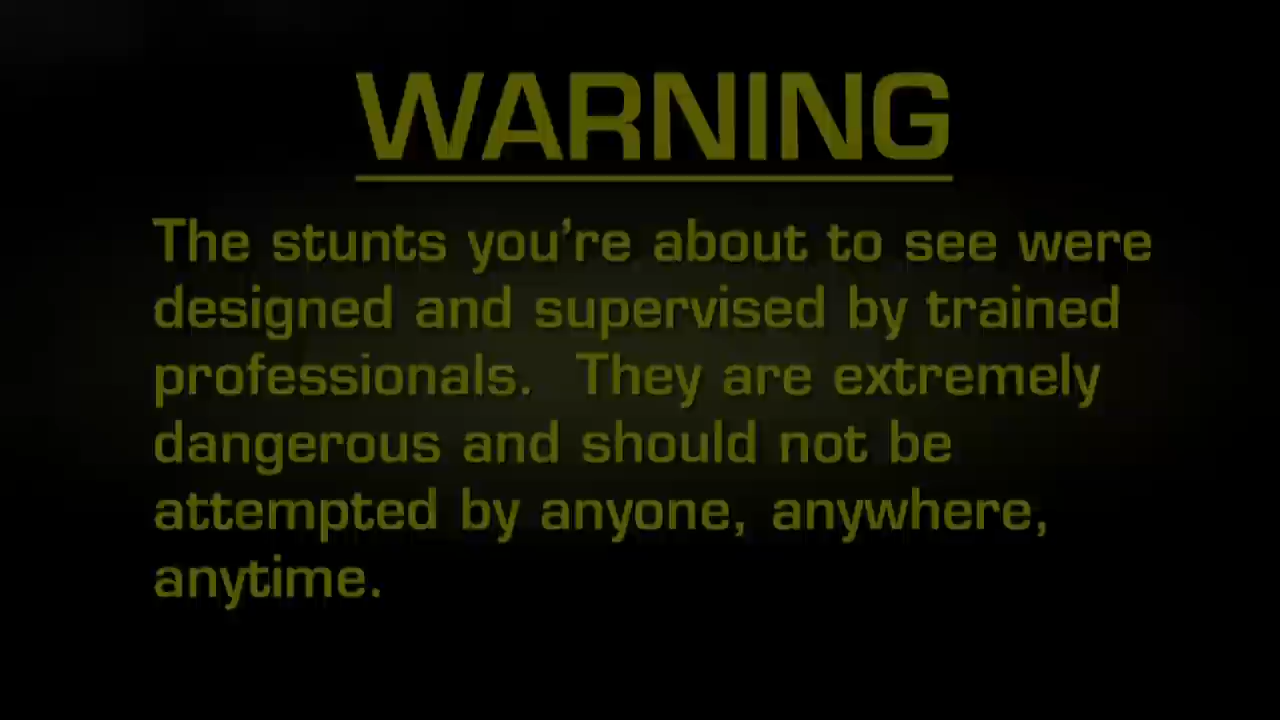 WARNING
The stunts you’re about to see were
designed and supervised by trained
professionals.  They are extremely
dangerous and should not be
attempted by anyone, anywhere,
anytime.